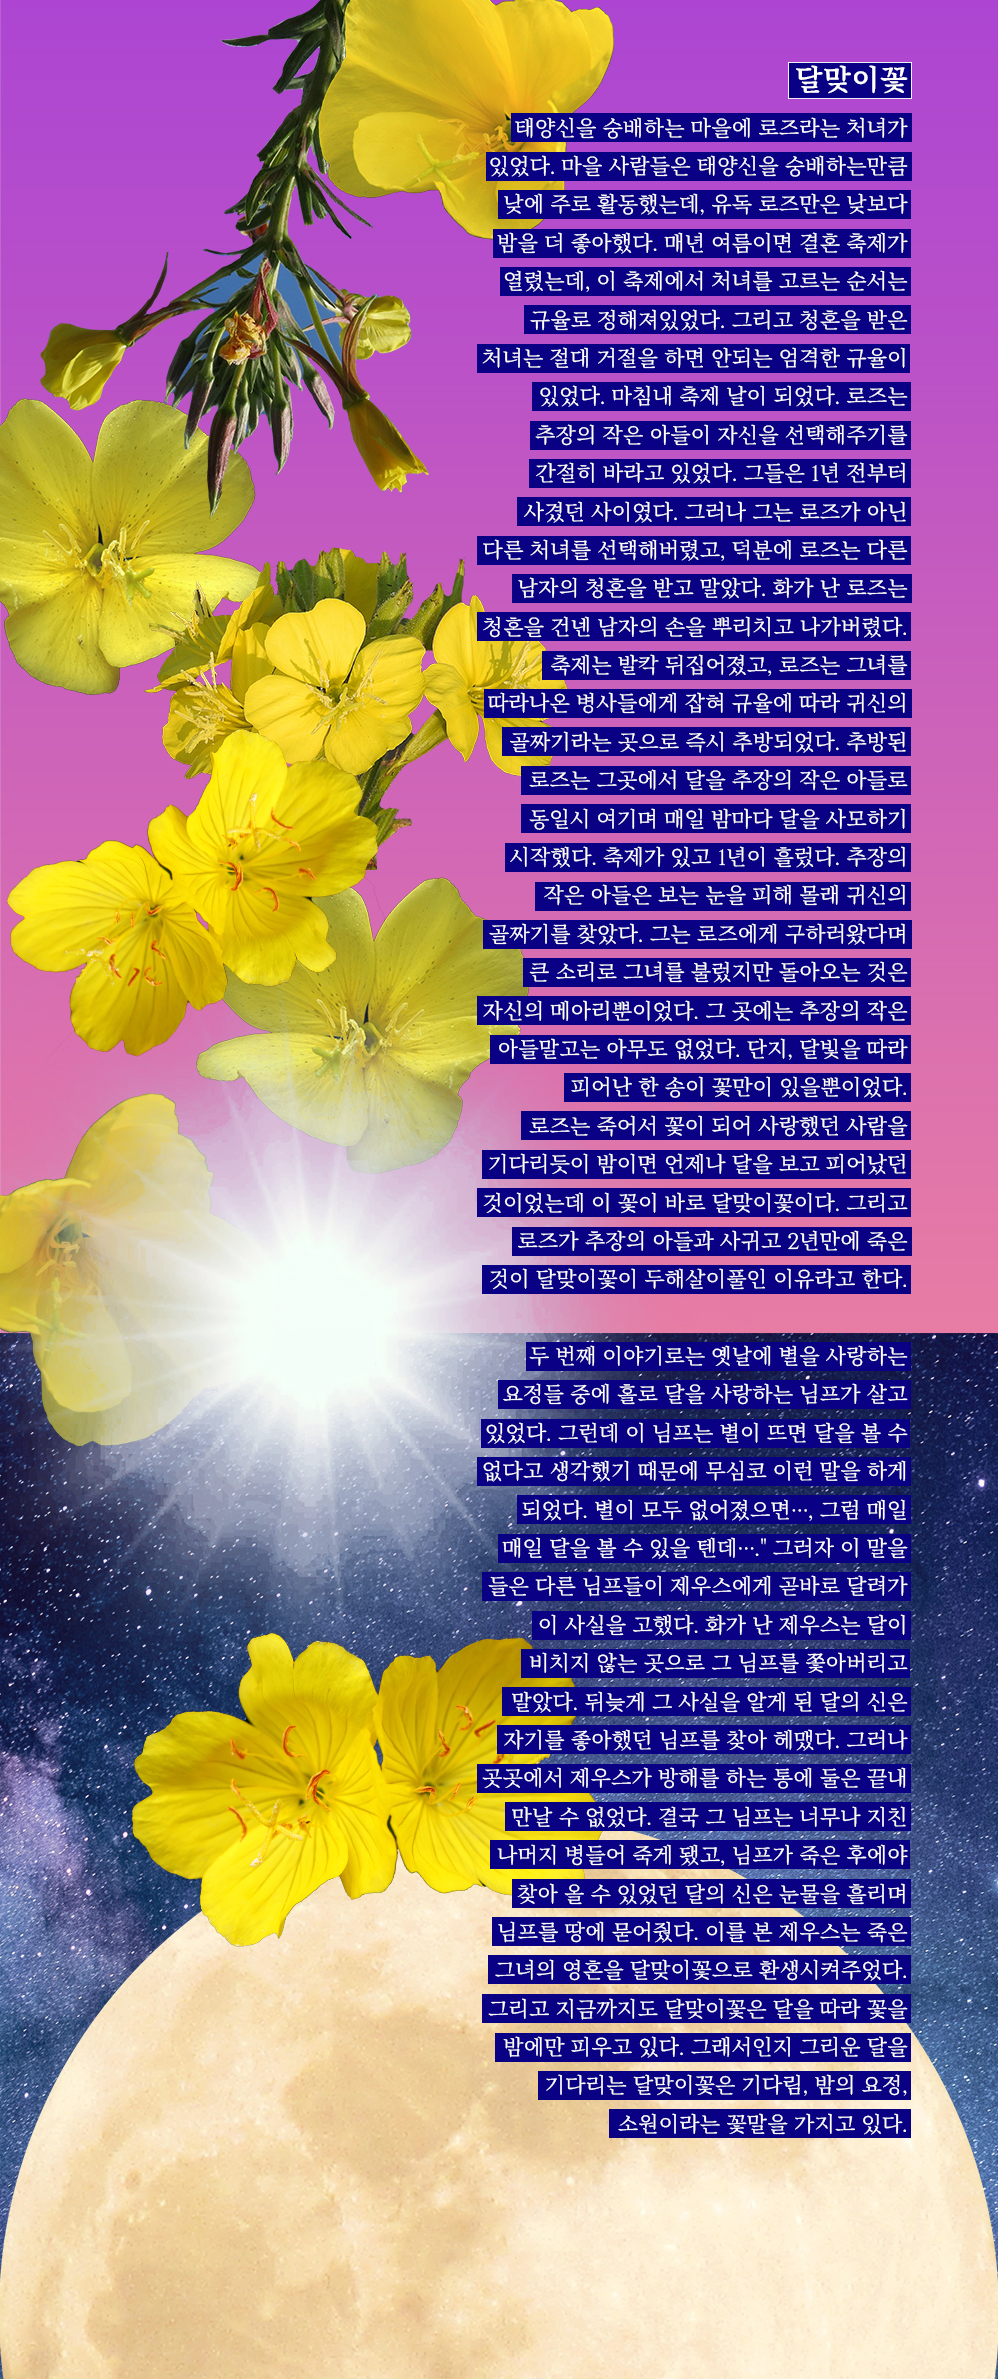 달맞이꽃
태양신을 숭배하는 마을에 로즈라는 처녀가
있었다. 마을 사람들은 태양신을 숭배하는만큼
낮에 주로 활동했는데, 유독 로즈만은 낮보다
밤을 더 좋아했다. 매년 여름이면 결혼 축제가
열렸는데, 이 축제에서 처녀를 고르는 순서는
규율로 정해져있었다. 그리고 청혼을 받은
처녀는 절대 거절을 하면 안되는 엄격한 규율이
있었다. 마침내 축제 날이 되었다. 로즈는
추장의 작은 아들이 자신을 선택해주기를
간절히 바라고 있었다. 그들은 1년 전부터
사겼던 사이였다. 그러나 그는 로즈가 아닌
다른 처녀를 선택해버렸고, 덕분에 로즈는 다른
남자의 청혼을 받고 말았다. 화가 난 로즈는
청혼을 건넨 남자의 손을 뿌리치고 나가버렸다.
축제는 발칵 뒤집어졌고, 로즈는 그녀를
따라나온 병사들에게 잡혀 규율에 따라 귀신의
골짜기라는 곳으로 즉시 추방되었다. 추방된
로즈는 그곳에서 달을 추장의 작은 아들로
동일시 여기며 매일 밤마다 달을 사모하기
시작했다. 축제가 있고 1년이 흘렀다. 추장의
작은 아들은 보는 눈을 피해 몰래 귀신의
골짜기를 찾았다. 그는 로즈에게 구하러왔다며
큰 소리로 그녀를 불렀지만 돌아오는 것은
자신의 메아리뿐이었다. 그 곳에는 추장의 작은
아들말고는 아무도 없었다. 단지, 달빛을 따라
피어난 한 송이 꽃만이 있을뿐이었다.
로즈는 죽어서 꽃이 되어 사랑했던 사람을
기다리듯이 밤이면 언제나 달을 보고 피어났던
것이었는데 이 꽃이 바로 달맞이꽃이다. 그리고
로즈가 추장의 아들과 사귀고 2년만에 죽은
것이 달맞이꽃이 두해살이풀인 이유라고 한다.
두 번째 이야기로는 옛날에 별을 사랑하는
요정들 중에 홀로 달을 사랑하는 님프가 살고
있었다. 그런데 이 님프는 별이 뜨면 달을 볼 수
없다고 생각했기 때문에 무심코 이런 말을 하게
되었다. 별이 모두 없어졌으면…, 그럼 매일
매일 달을 볼 수 있을 텐데…." 그러자 이 말을
들은 다른 님프들이 제우스에게 곧바로 달려가
이 사실을 고했다. 화가 난 제우스는 달이
비치지 않는 곳으로 그 님프를 쫓아버리고
말았다. 뒤늦게 그 사실을 알게 된 달의 신은
자기를 좋아했던 님프를 찾아 헤맸다. 그러나
곳곳에서 제우스가 방해를 하는 통에 둘은 끝내
만날 수 없었다. 결국 그 님프는 너무나 지친
나머지 병들어 죽게 됐고, 님프가 죽은 후에야
찾아 올 수 있었던 달의 신은 눈물을 흘리며
님프를 땅에 묻어줬다. 이를 본 제우스는 죽은
그녀의 영혼을 달맞이꽃으로 환생시켜주었다.
그리고 지금까지도 달맞이꽃은 달을 따라 꽃을
밤에만 피우고 있다. 그래서인지 그리운 달을
기다리는 달맞이꽃은 기다림, 밤의 요정,
소원이라는 꽃말을 가지고 있다.